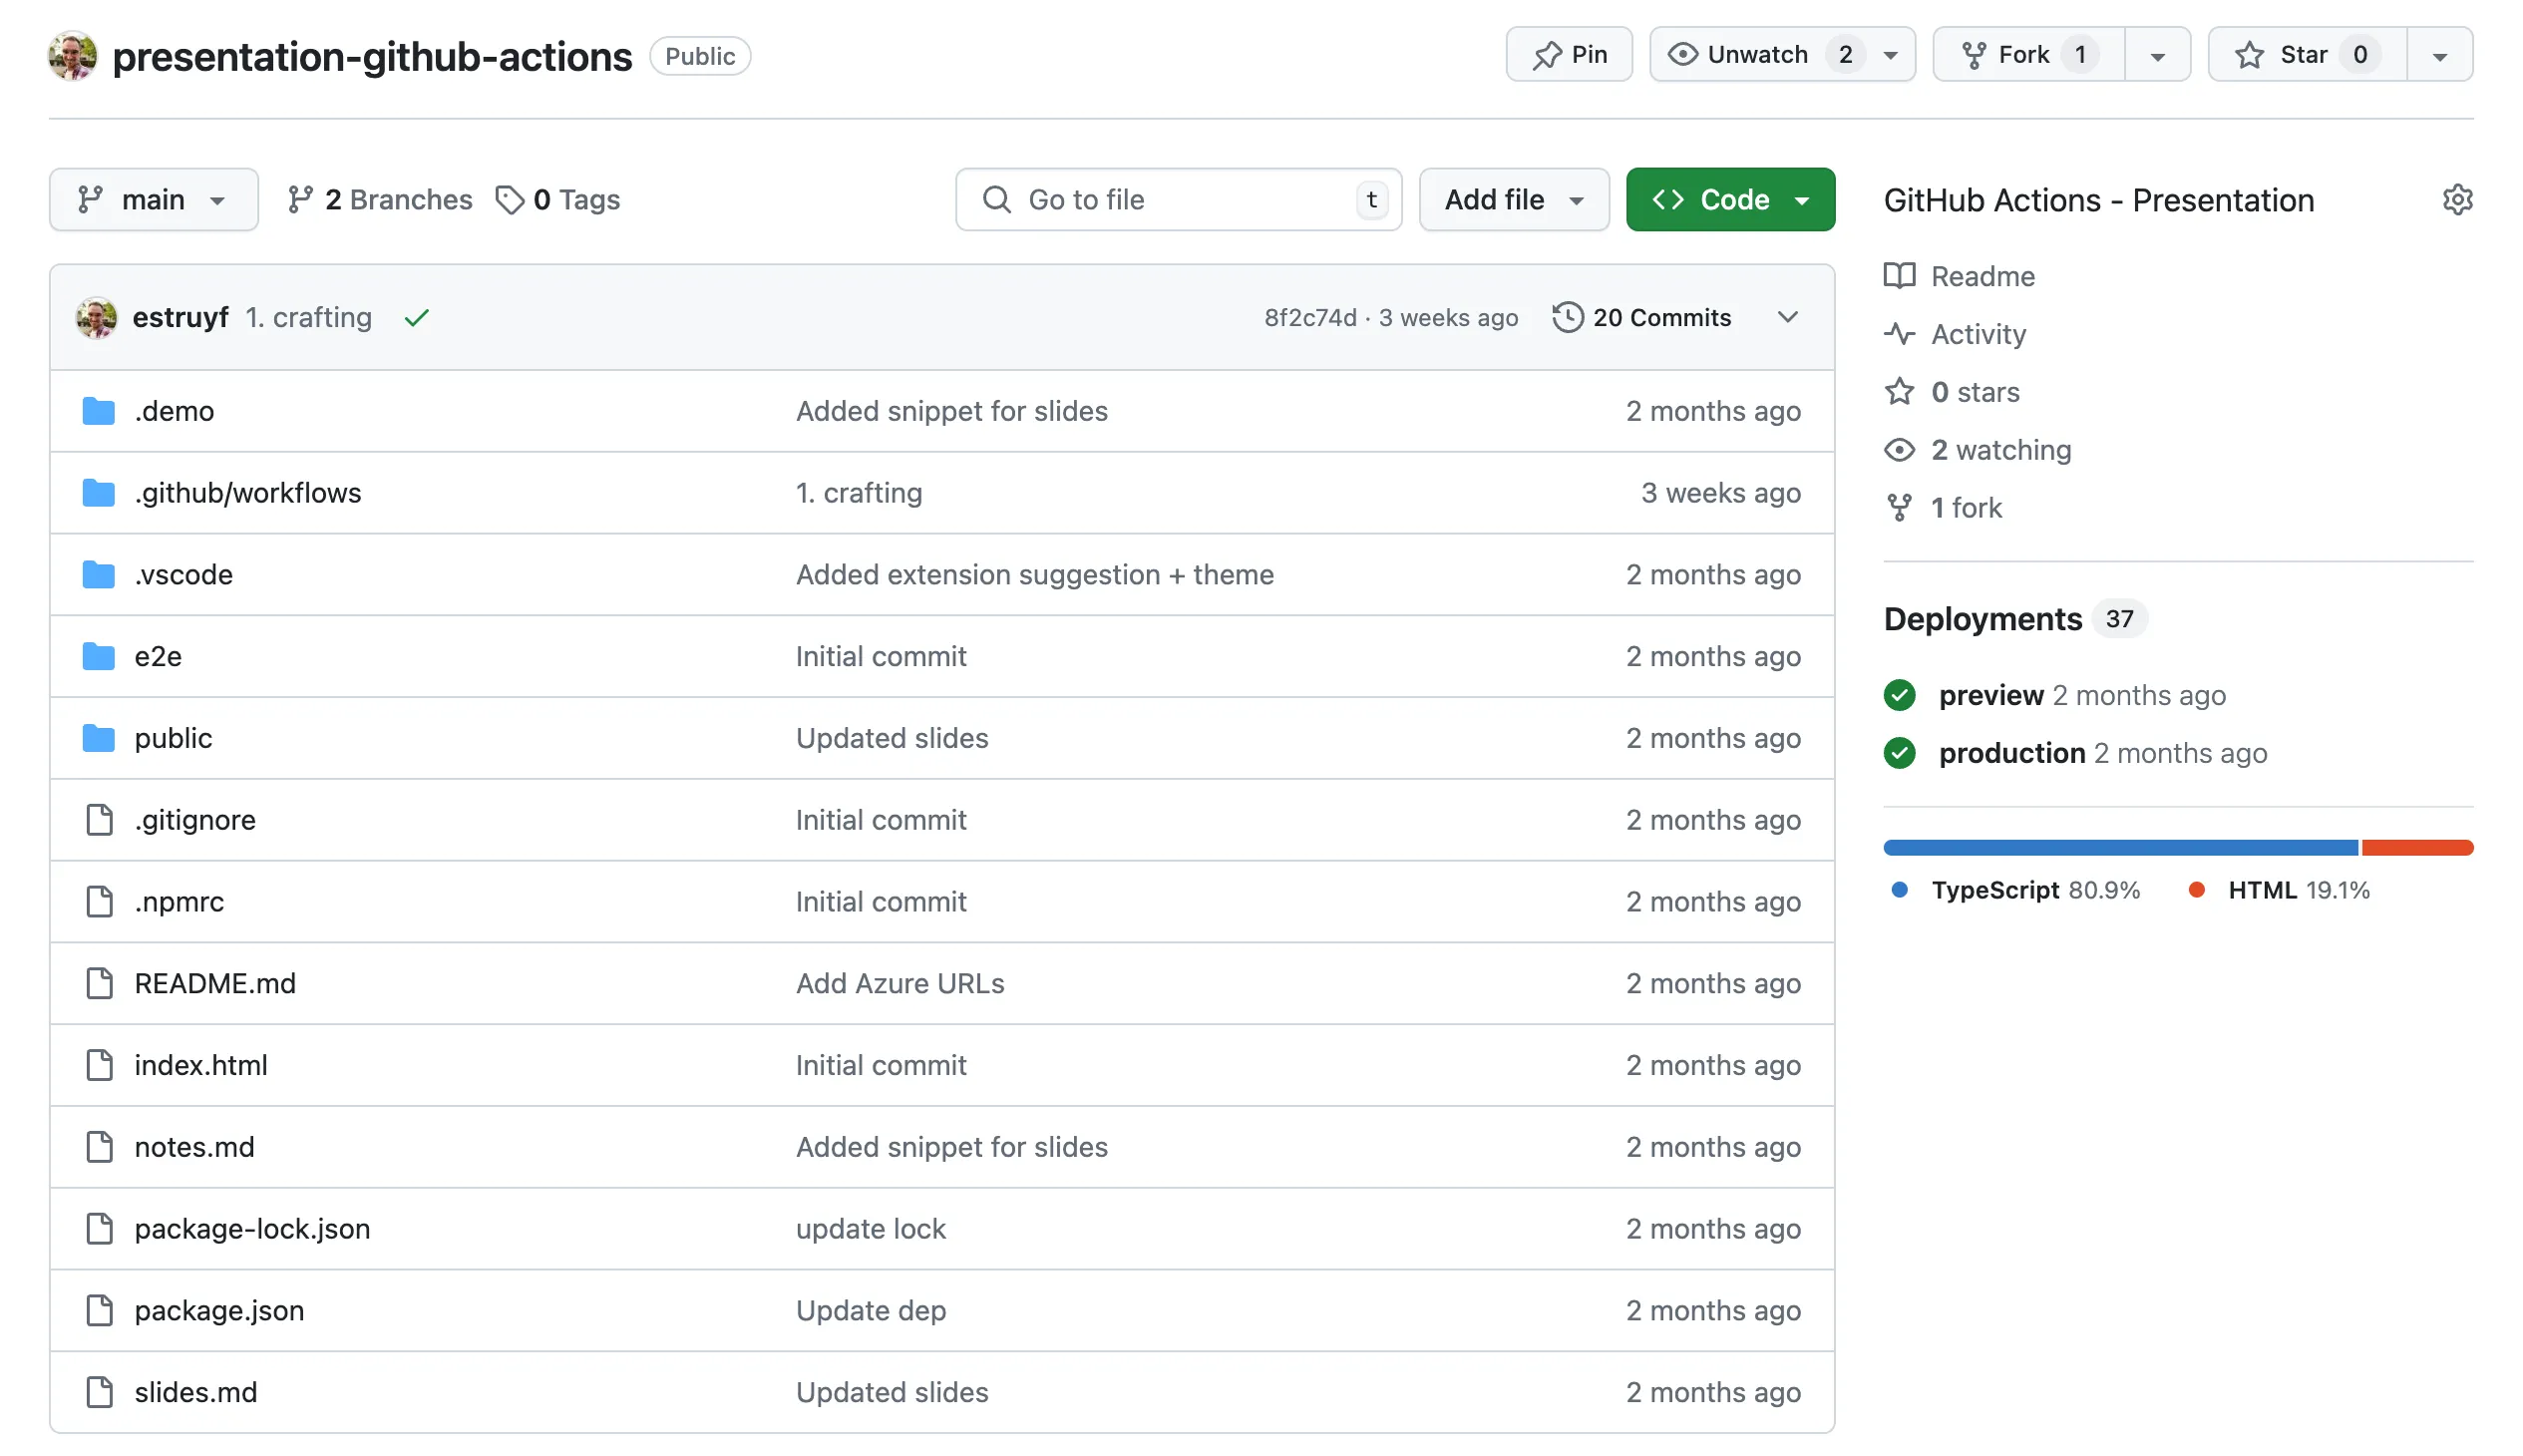 presentation-github-actions Public Pin Unwatch 2 Fork 1 Star 0
main 2 Branches 0 Tags Go to file t Add file Code
estruyf 1. crafting 8f2c74d · 3 weeks ago 20 Commits
.demo Added snippet for slides 2 months ago
.github/workflows 1. crafting 3 weeks ago
.vscode Added extension suggestion + theme 2 months ago
e2e Initial commit 2 months ago
public Updated slides 2 months ago
.gitignore Initial commit 2 months ago
.npmrc Initial commit 2 months ago
README.md Add Azure URLs 2 months ago
index.html Initial commit 2 months ago
notes.md Added snippet for slides 2 months ago
package-lock.json update lock 2 months ago
package.json Update dep 2 months ago
slides.md Updated slides 2 months ago
GitHub Actions - Presentation
Readme
Activity
0 stars
2 watching
1 fork
Deployments 37
preview 2 months ago
production 2 months ago
TypeScript 80.9% HTML 19.1%